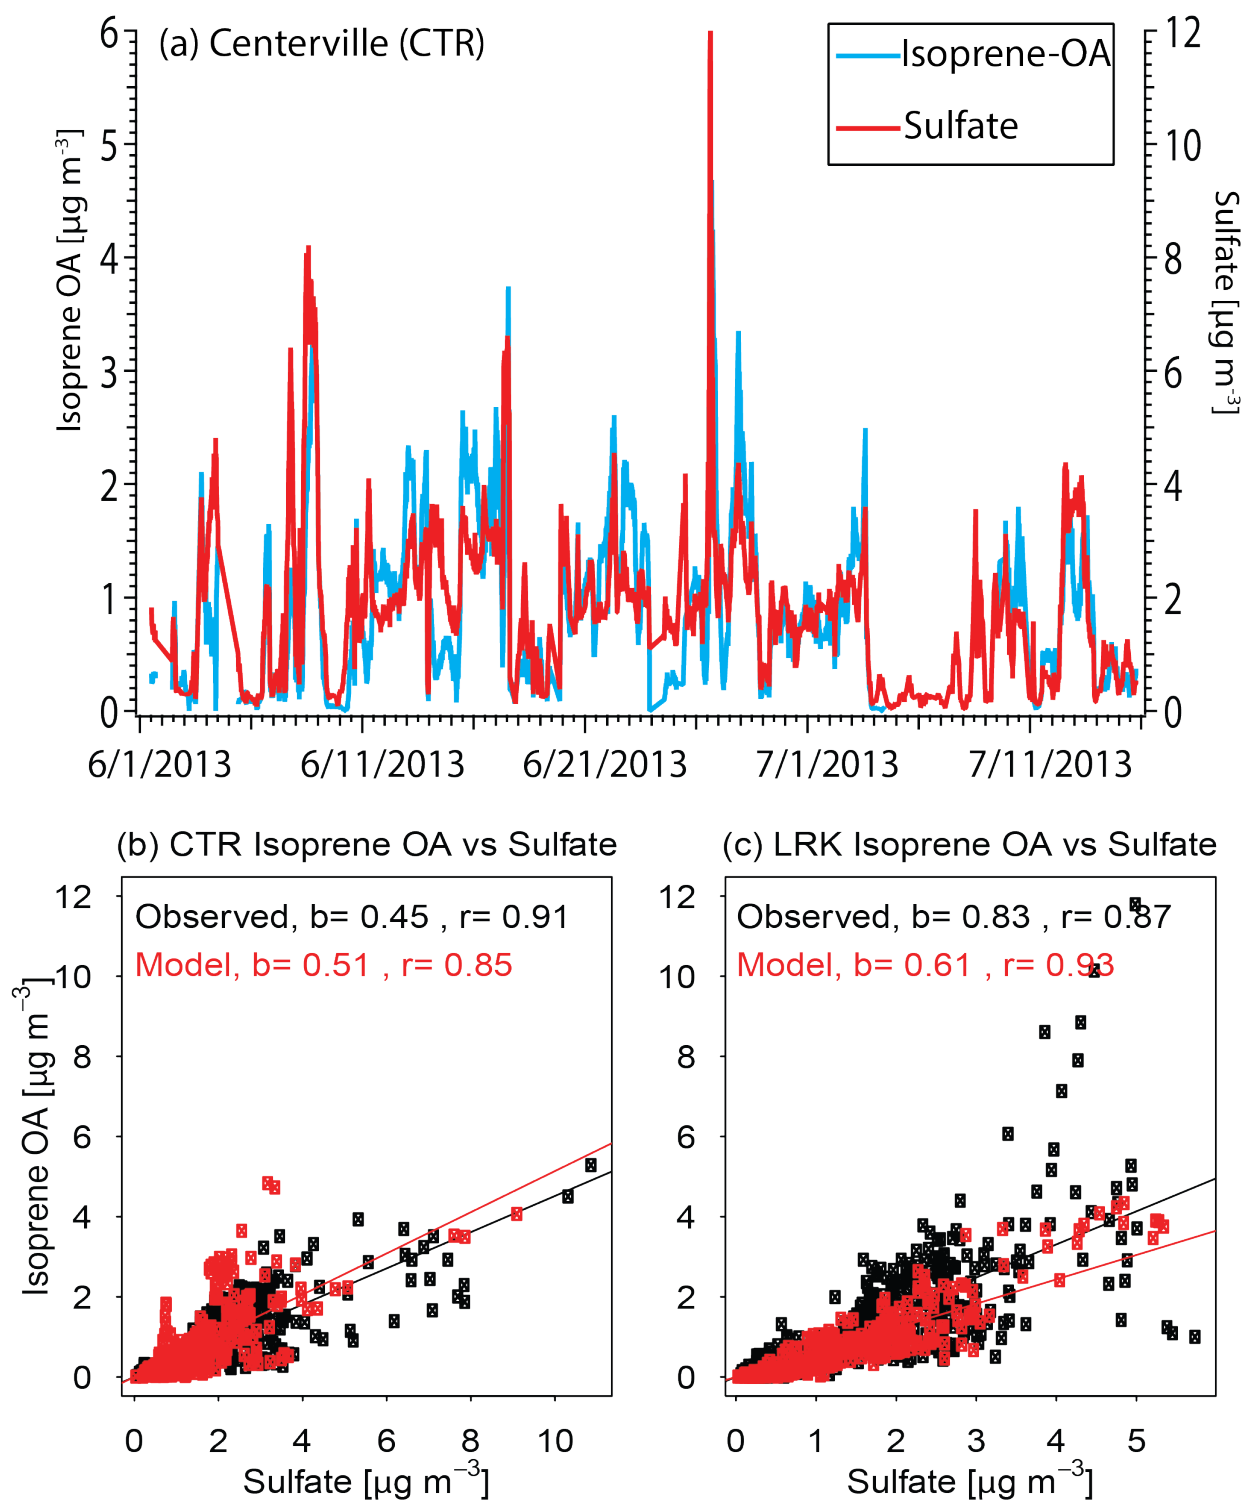 (a) Centerville (CTR)
Isoprene-OA
Sulfate
Isoprene OA [µg m-3]
6
5
4
3
2
1
0
Sulfate [µg m-3]
12
10
8
6
4
2
0
6/1/2013 6/11/2013 6/21/2013 7/1/2013 7/11/2013
(b) CTR Isoprene OA vs Sulfate
Observed, b= 0.45 , r= 0.91
Model, b= 0.51 , r= 0.85
Isoprene OA [µg m−3]
12
10
8
6
4
2
0
0 2 4 6 8 10
Sulfate [µg m−3]
(c) LRK Isoprene OA vs Sulfate
Observed, b= 0.83 , r= 0.87
Model, b= 0.61 , r= 0.93
12
10
8
6
4
2
0
0 1 2 3 4 5
Sulfate [µg m−3]